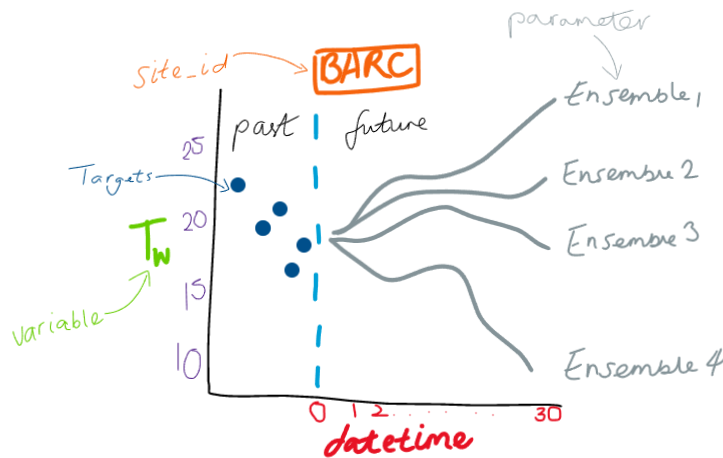 parameter
site_id
BARC
Ensemble 1
past
future
25
Targets
Ensemble 2
20
Tw
Ensemble 3
15
variable
10
Ensemble 4
0 1 2 . . . . . . . . 30
datetime